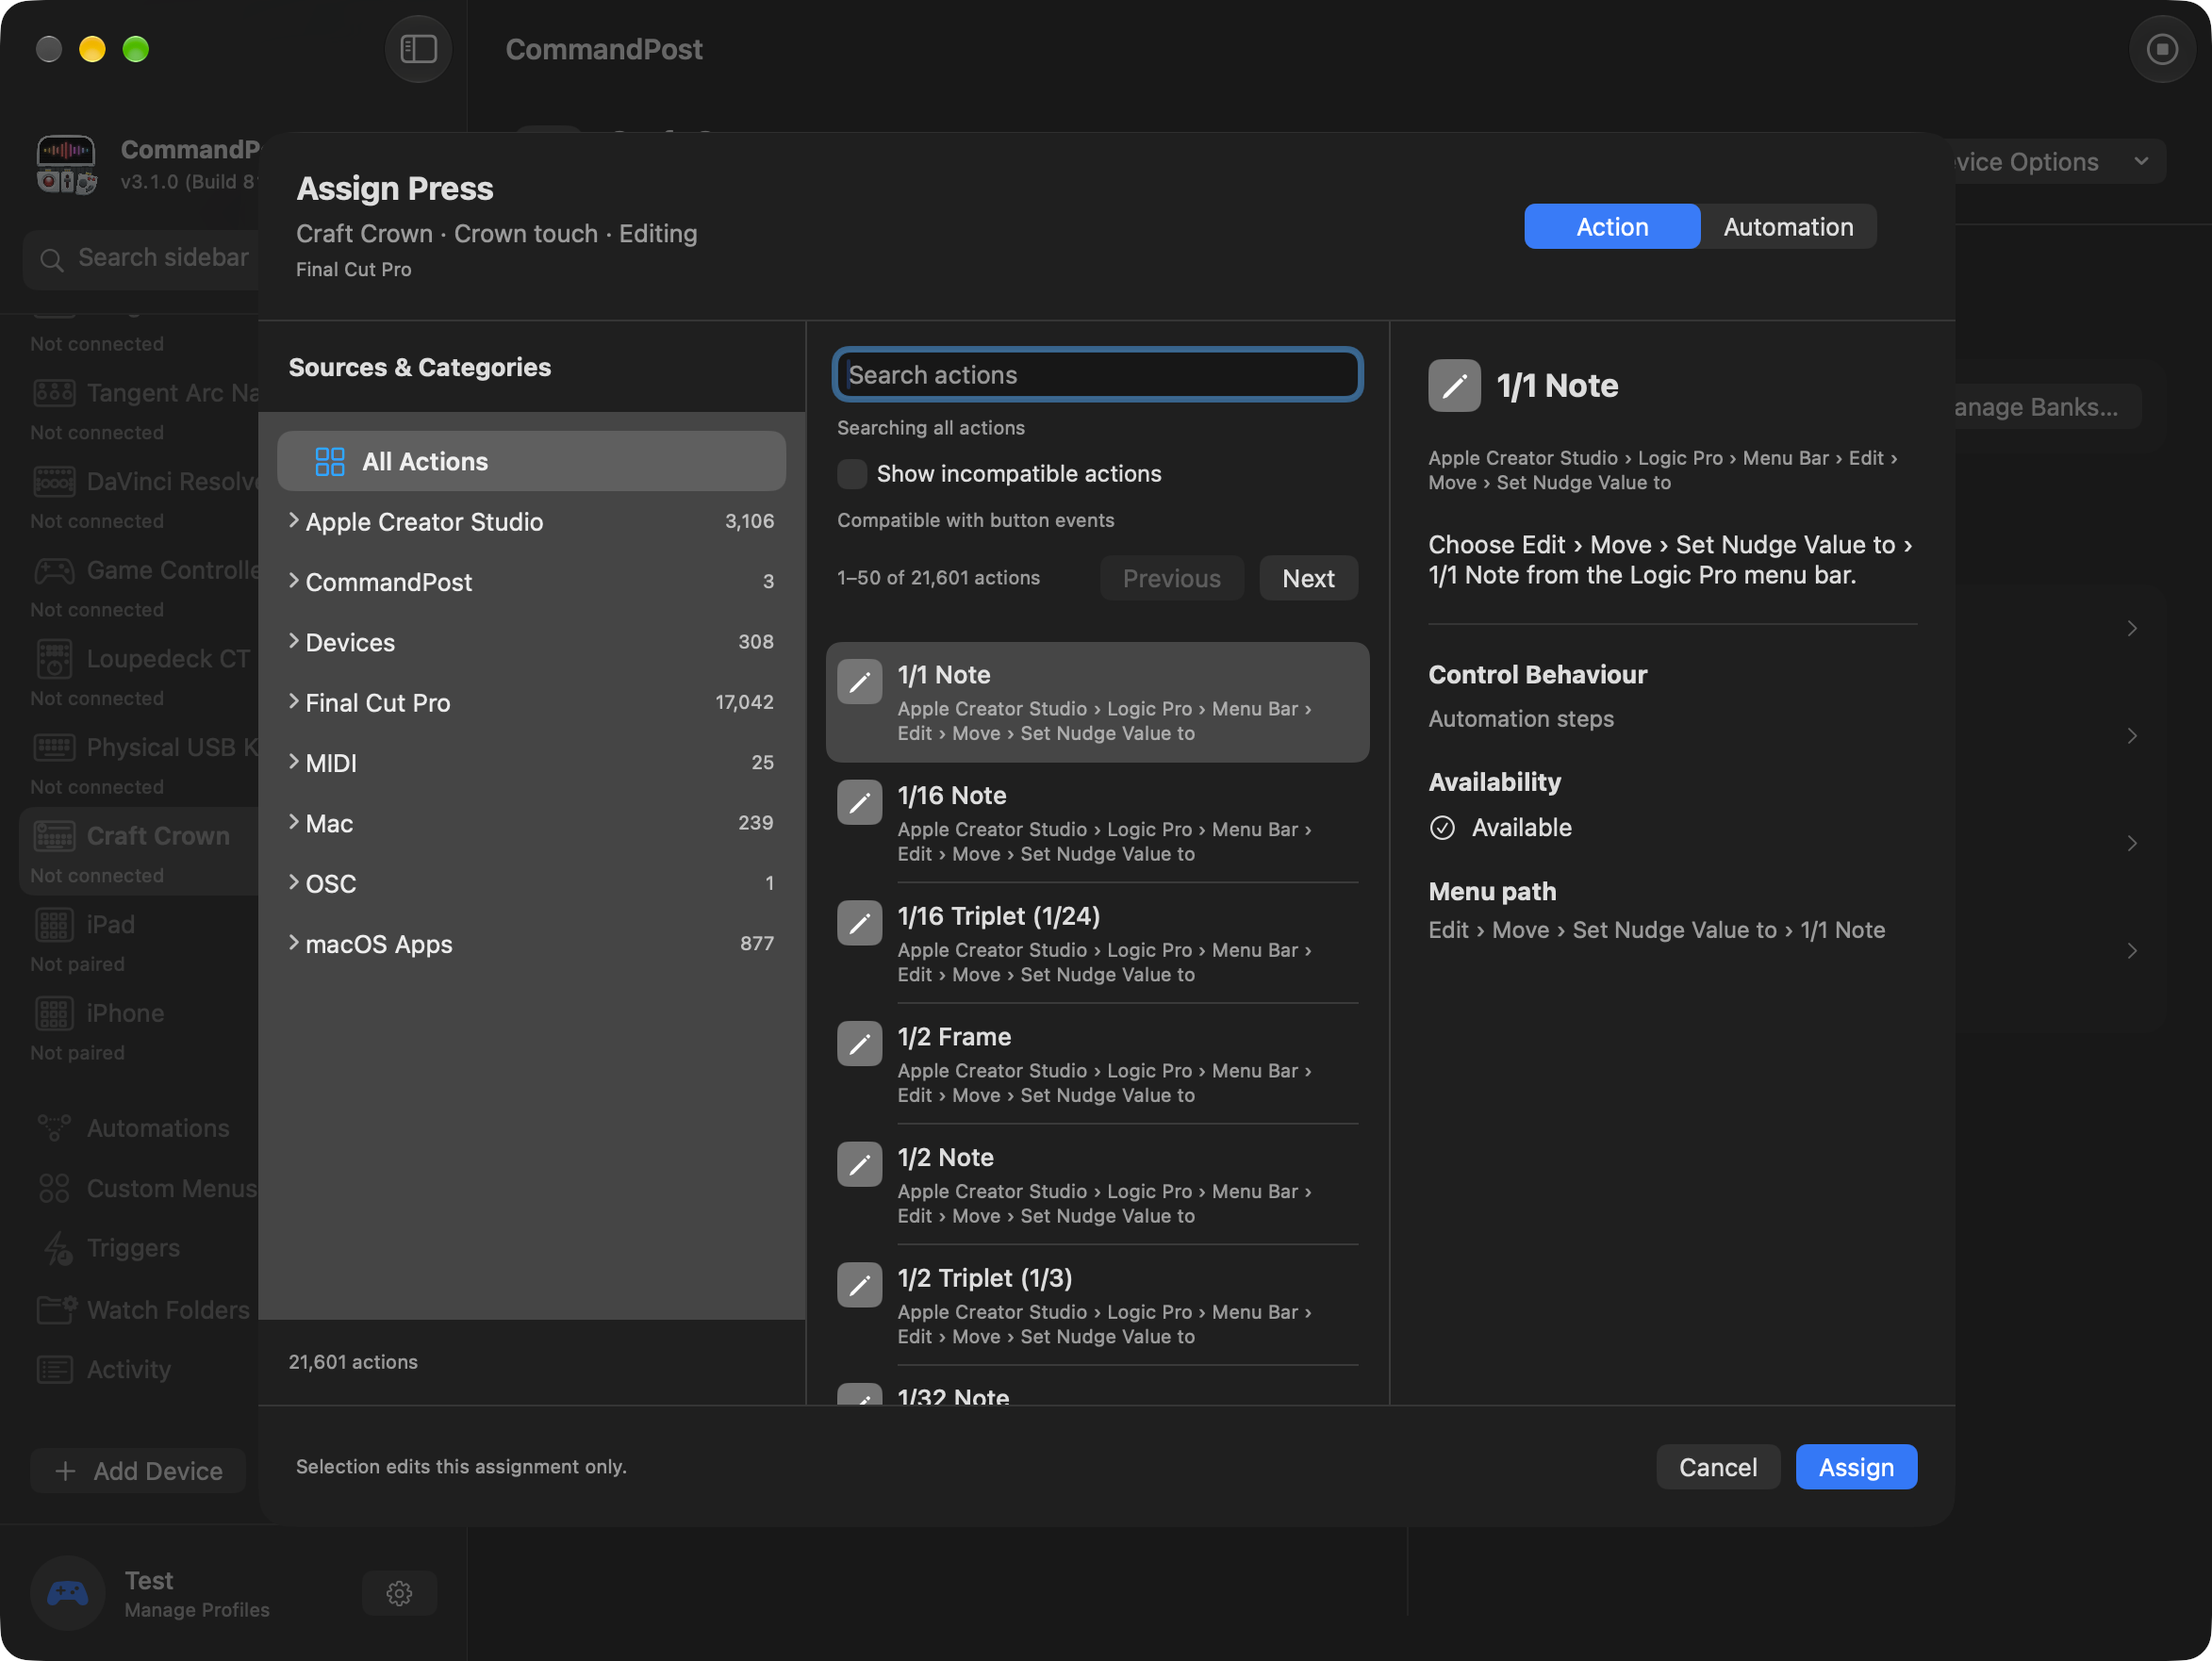 CommandPost
v3.1.0 (Build
Search sidebar
Not connected
Tangent Arc
Not connected
DaVinci
Not connected
Game
Not connected
Loupedeck CT
Not connected
Physical USB
Not connected
Craft Crown
Not connected
iPad
Not paired
iPhone
Not paired
Automations
Custom Menus
Triggers
Watch Folders
Activity
Add Device
Test
Manage Profiles
Options
Banks...
Assign Press
Craft Crown · Crown touch · Editing
Final Cut Pro
Action
Automation
Sources & Categories
All Actions
Apple Creator Studio 3,106
CommandPost 3
Devices 308
Final Cut Pro 17,042
MIDI 25
Mac 239
OSC 1
macOS Apps 877
21,601 actions
Search actions
Searching all actions
Show incompatible actions
Compatible with button events
1–50 of 21,601 actions
Previous
Next
1/1 Note
Apple Creator Studio › Logic Pro › Menu Bar ›
Edit › Move › Set Nudge Value to
1/16 Note
Apple Creator Studio › Logic Pro › Menu Bar ›
Edit › Move › Set Nudge Value to
1/16 Triplet (1/24)
Apple Creator Studio › Logic Pro › Menu Bar ›
Edit › Move › Set Nudge Value to
1/2 Frame
Apple Creator Studio › Logic Pro › Menu Bar ›
Edit › Move › Set Nudge Value to
1/2 Note
Apple Creator Studio › Logic Pro › Menu Bar ›
Edit › Move › Set Nudge Value to
1/2 Triplet (1/3)
Apple Creator Studio › Logic Pro › Menu Bar ›
Edit › Move › Set Nudge Value to
1/32 Note
1/1 Note
Apple Creator Studio › Logic Pro › Menu Bar › Edit ›
Move › Set Nudge Value to
Choose Edit › Move › Set Nudge Value to ›
1/1 Note from the Logic Pro menu bar.
Control Behaviour
Automation steps
Availability
Available
Menu path
Edit › Move › Set Nudge Value to › 1/1 Note
Selection edits this assignment only.
Cancel
Assign